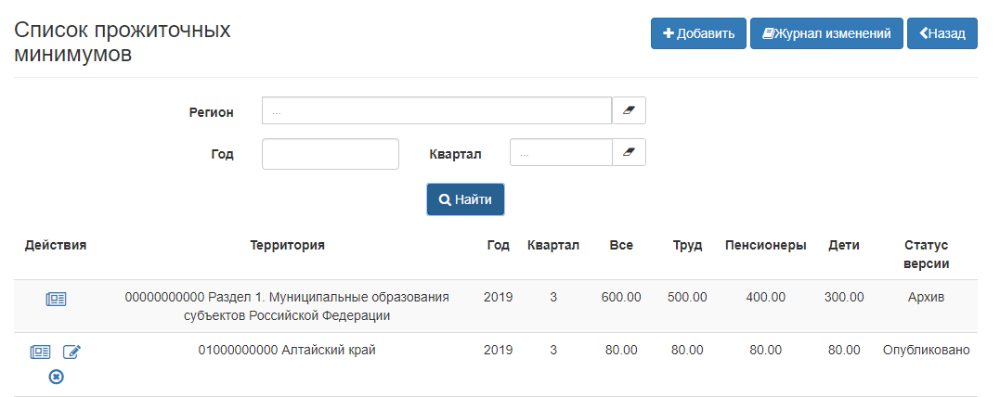 Список прожиточных
минимумов
Добавить
Журнал изменений
Назад
Регион
...
Год
Квартал
...
Найти
Действия Территория Год Квартал Все Труд Пенсионеры Дети Статус
версии
00000000000 Раздел 1. Муниципальные образования 2019 3 600.00 500.00 400.00 300.00 Архив
субъектов Российской Федерации
01000000000 Алтайский край 2019 3 80.00 80.00 80.00 80.00 Опубликовано